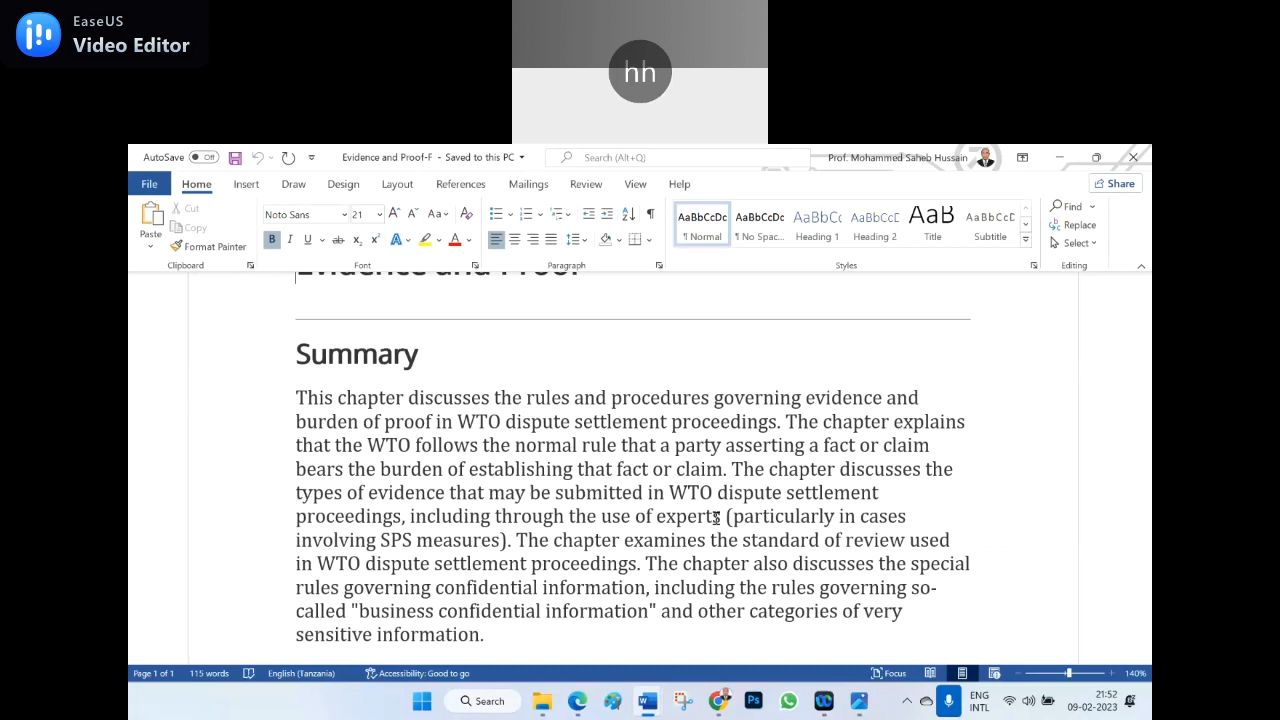 EaseUS
Video Editor
hh
AutoSave Off Evidence and Proof-F - Saved to this PC Search (Alt+Q) Prof. Mohammed Saheb Hussain
File Home Insert Draw Design Layout References Mailings Review View Help Share
Paste Cut Copy Format Painter Clipboard
Noto Sans 21 Font
Paragraph
AaBbCcDc AaBbCcDc AaBbCc AaBbCcE AaB AaBbCcD
¶ Normal ¶ No Spac... Heading 1 Heading 2 Title Subtitle
Styles
Find Replace Select Editing
Evidence and Proof
Summary
This chapter discusses the rules and procedures governing evidence and
burden of proof in WTO dispute settlement proceedings. The chapter explains
that the WTO follows the normal rule that a party asserting a fact or claim
bears the burden of establishing that fact or claim. The chapter discusses the
types of evidence that may be submitted in WTO dispute settlement
proceedings, including through the use of experts (particularly in cases
involving SPS measures). The chapter examines the standard of review used
in WTO dispute settlement proceedings. The chapter also discusses the special
rules governing confidential information, including the rules governing so-
called "business confidential information" and other categories of very
sensitive information.
Page 1 of 1 115 words English (Tanzania) Accessibility: Good to go Focus 140%
Search Ps ENG INTL 21:52 09-02-2023